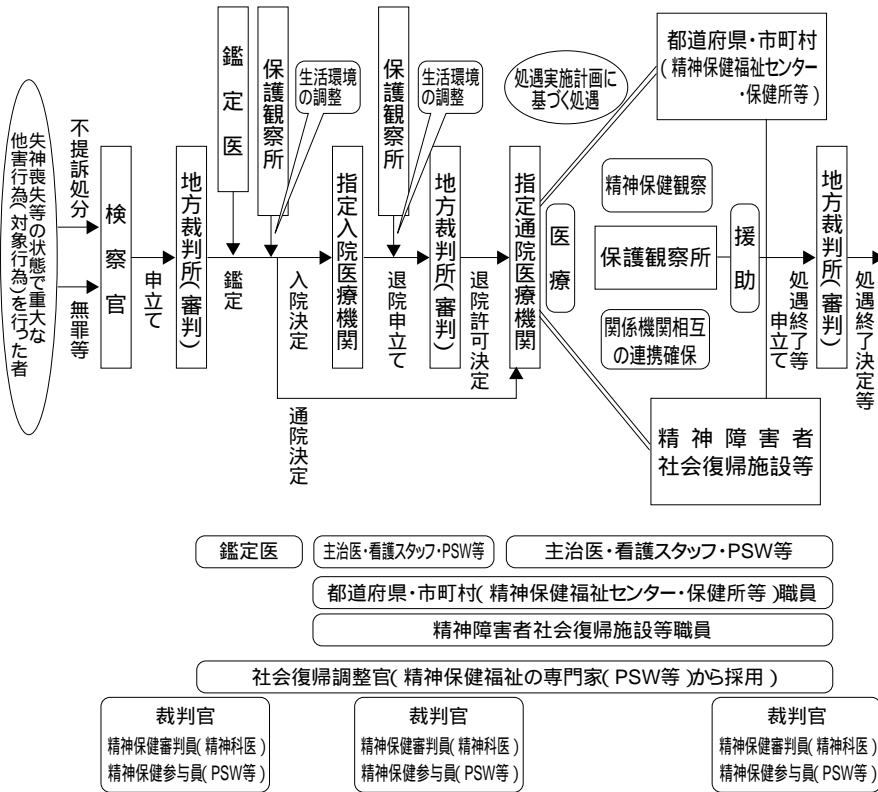 失神喪失等の状態で重大な
他害行為(対象行為)を行った者
不提訴処分
無罪等
検察官
申立て
地方裁判所(審判)
鑑定医
鑑定
保護観察所
生活環境
の調整
入院決定
通院決定
指定入院医療機関
保護観察所
生活環境
の調整
退院申立て
地方裁判所(審判)
退院許可決定
指定通院医療機関
処遇実施計画に
基づく処遇
都道府県・市町村
(精神保健福祉センター
・保健所等)
医療
精神保健観察
保護観察所
関係機関相互
の連携確保
援助
精神障害者
社会復帰施設等
処遇終了等
申立て
地方裁判所(審判)
処遇終了決定等
鑑定医
主治医・看護スタッフ・PSW等
主治医・看護スタッフ・PSW等
都道府県・市町村(精神保健福祉センター・保健所等)職員
精神障害者社会復帰施設等職員
社会復帰調整官(精神保健福祉の専門家(PSW等)から採用)
裁判官
精神保健審判員(精神科医)
精神保健参与員(PSW等)
裁判官
精神保健審判員(精神科医)
精神保健参与員(PSW等)
裁判官
精神保健審判員(精神科医)
精神保健参与員(PSW等)